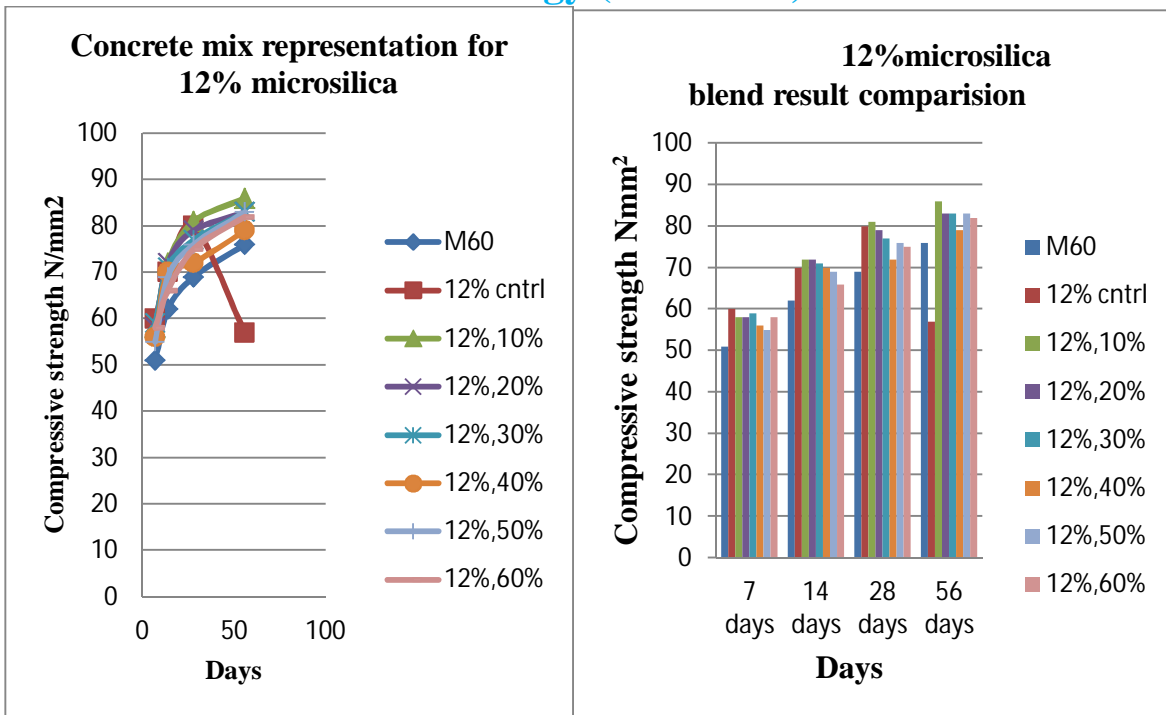 Concrete mix representation for
12% microsilica
Compressive strength N/mm2
100
90
80
70
60
50
40
30
20
10
0
0 50 100
Days
M60
12% cntrl
12%,10%
12%,20%
12%,30%
12%,40%
12%,50%
12%,60%
12%microsilica
blend result comparision
Compressive strength Nmm²
100
90
80
70
60
50
40
30
20
10
0
7 14 28 56
days days days days
Days
M60
12% cntrl
12%,10%
12%,20%
12%,30%
12%,40%
12%,50%
12%,60%